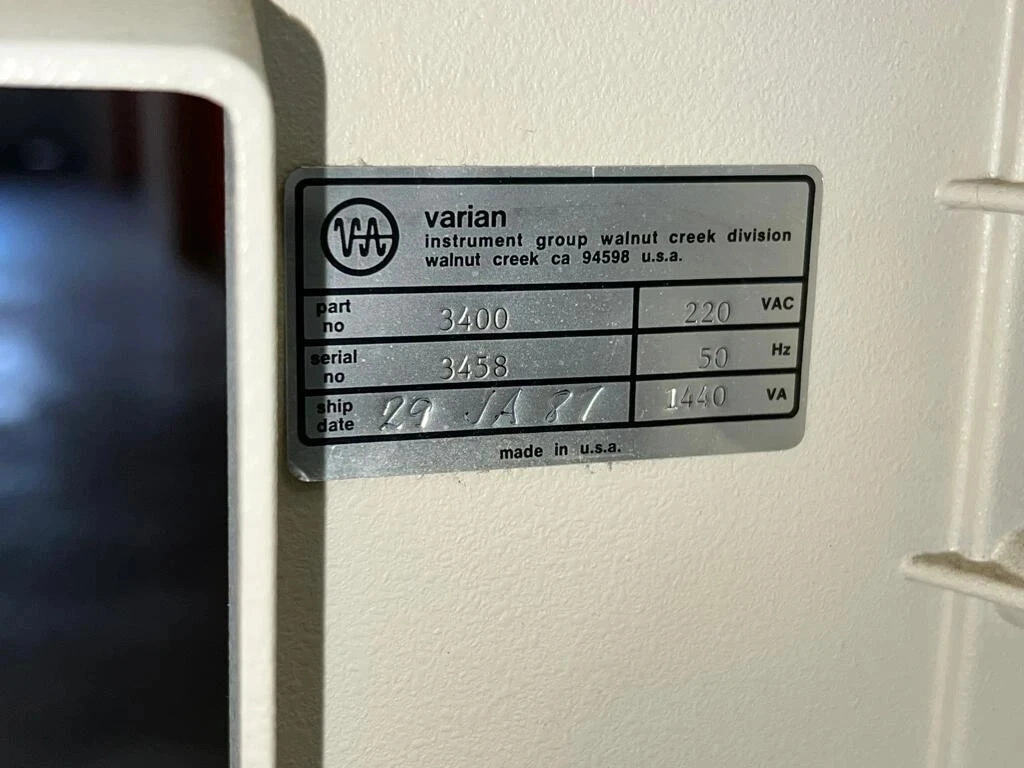 VA
varian
instrument group walnut creek division
walnut creek ca 94598 u.s.a.
part no 3400 220 VAC
serial no 3458 50 Hz
ship date 29 JA 87 1440 VA
made in u.s.a.